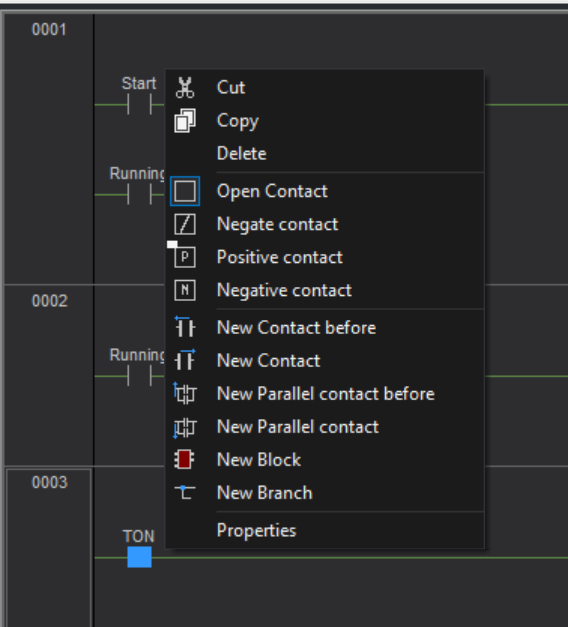 0001
Start
Running
0002
Running
0003
TON
Cut
Copy
Delete
Open Contact
Negate contact
P
Positive contact
N
Negative contact
New Contact before
New Contact
New Parallel contact before
New Parallel contact
New Block
New Branch
Properties